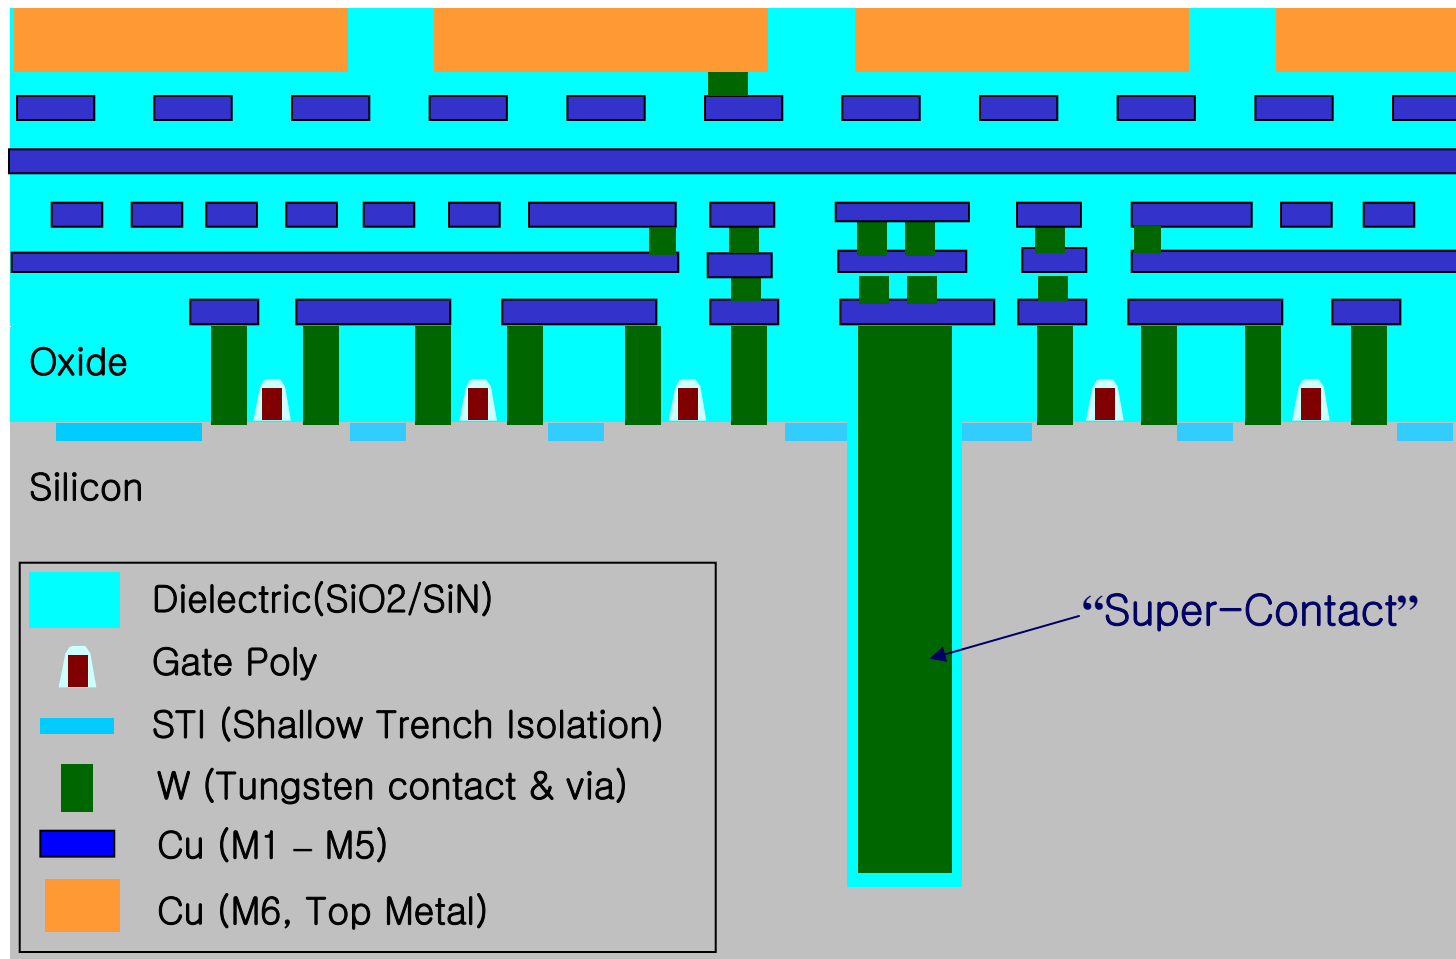 Oxide
Silicon
Dielectric(SiO2/SiN)
Gate Poly
STI (Shallow Trench Isolation)
W (Tungsten contact & via)
Cu (M1 – M5)
Cu (M6, Top Metal)
“Super-Contact”